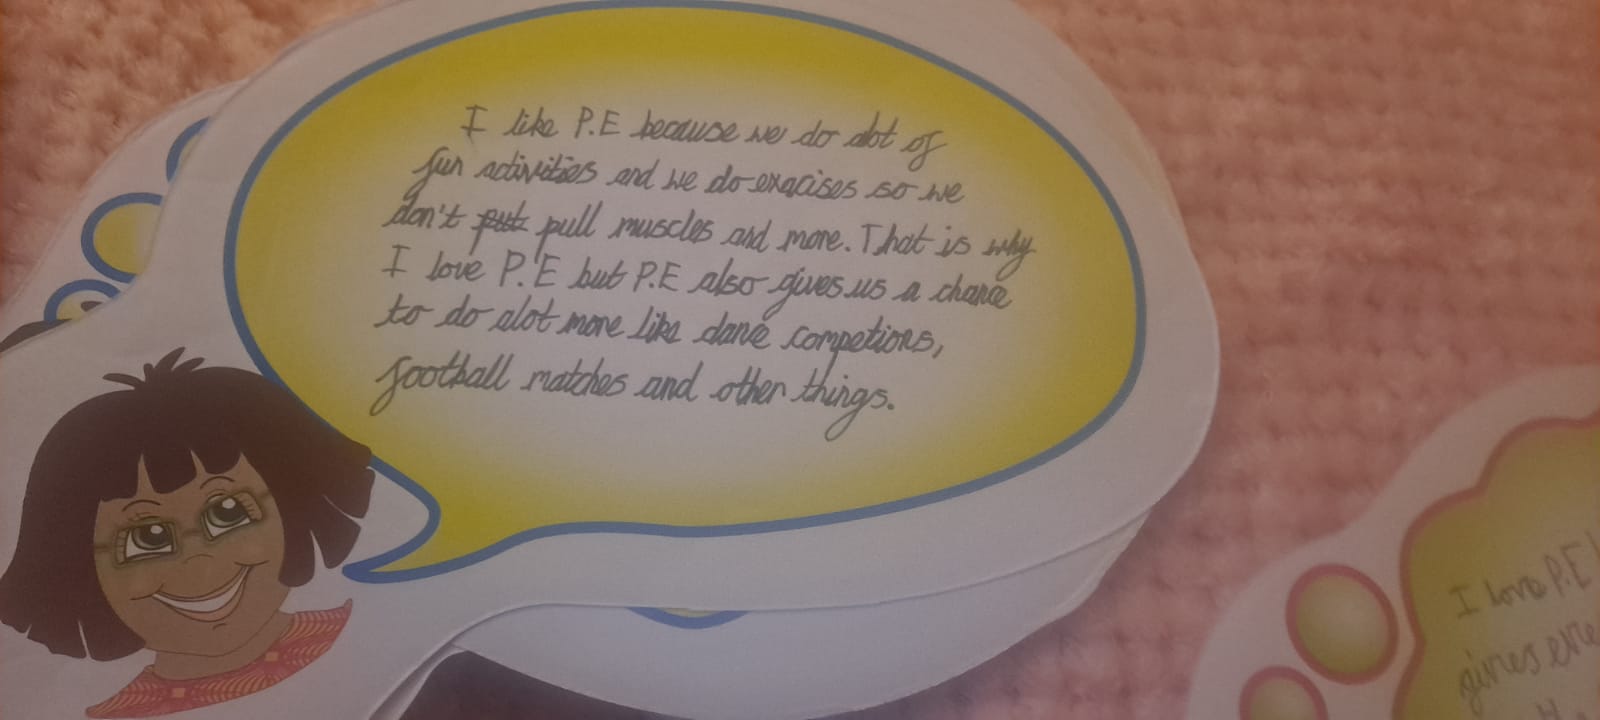 I like P.E because we do alot of
fun activities and we do exacises so we
don't put pull muscles and more. That is why
I love P.E but P.E also gives us a chance
to do alot more like dance competions,
football matches and other things.
I love P.E
gives